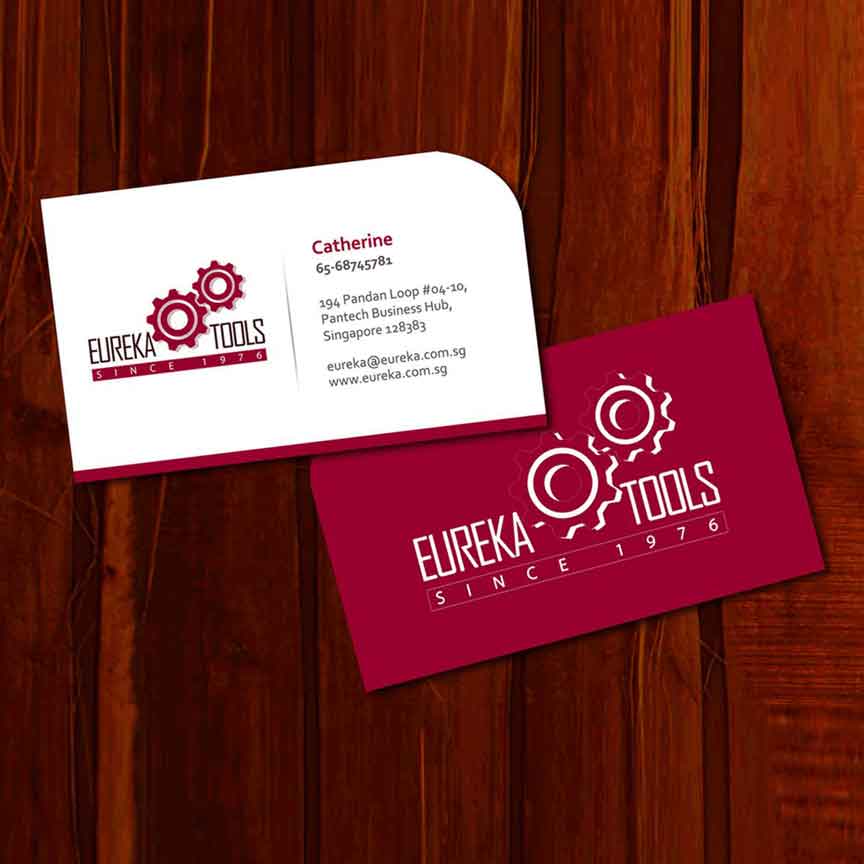 EUREKA TOOLS
SINCE 1976
Catherine
65-68745781
194 Pandan Loop #04-10,
Pantech Business Hub,
Singapore 128383
eureka@eureka.com.sg
www.eureka.com.sg
EUREKA TOOLS
SINCE 1976